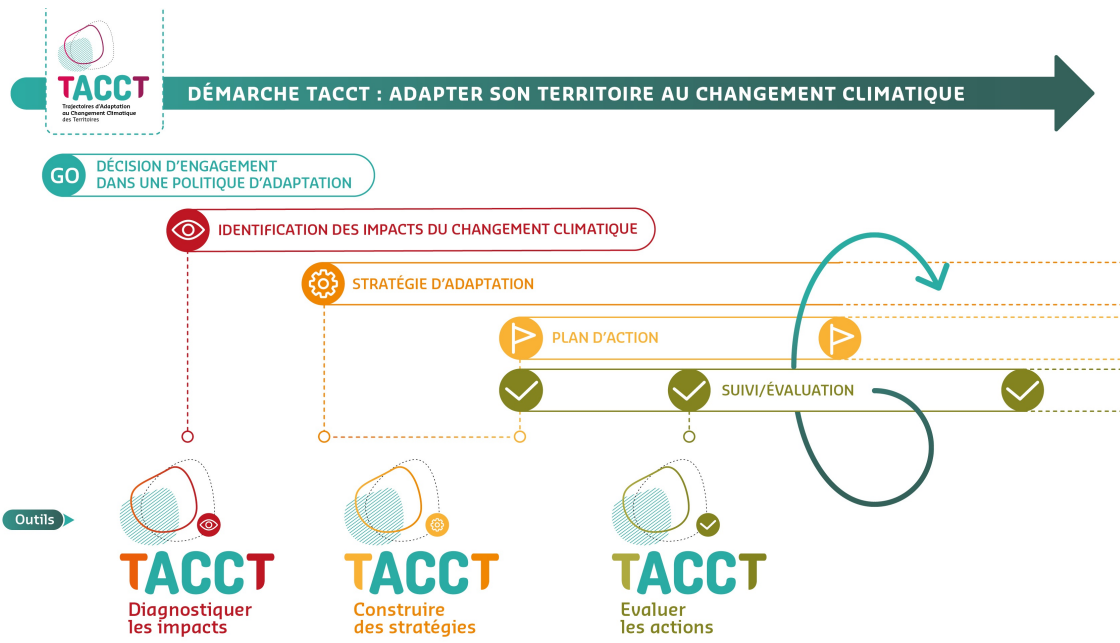 TACCT
Trajectoires d'Adaptation
au Changement Climatique
des Territoires
DÉMARCHE TACCT : ADAPTER SON TERRITOIRE AU CHANGEMENT CLIMATIQUE
GO
DÉCISION D'ENGAGEMENT
DANS UNE POLITIQUE D'ADAPTATION
IDENTIFICATION DES IMPACTS DU CHANGEMENT CLIMATIQUE
STRATÉGIE D'ADAPTATION
PLAN D'ACTION
SUIVI/ÉVALUATION
Outils
TACCT
Diagnostiquer
les impacts
TACCT
Construire
des stratégies
TACCT
Evaluer
les actions